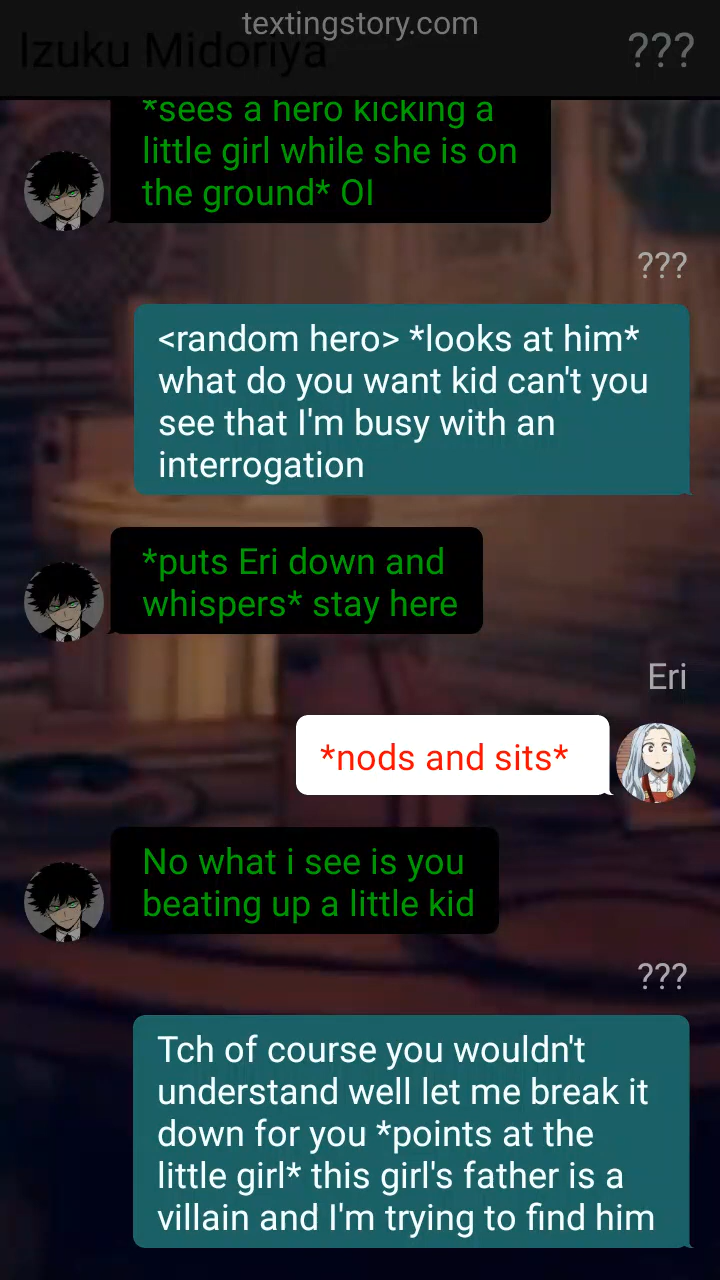 textingstory.com
Izuku Midoriya
???
*sees a hero kicking a
little girl while she is on
the ground* OI
???
<random hero> *looks at him*
what do you want kid can't you
see that I'm busy with an
interrogation
*puts Eri down and
whispers* stay here
Eri
*nods and sits*
No what i see is you
beating up a little kid
???
Tch of course you wouldn't
understand well let me break it
down for you *points at the
little girl* this girl's father is a
villain and I'm trying to find him